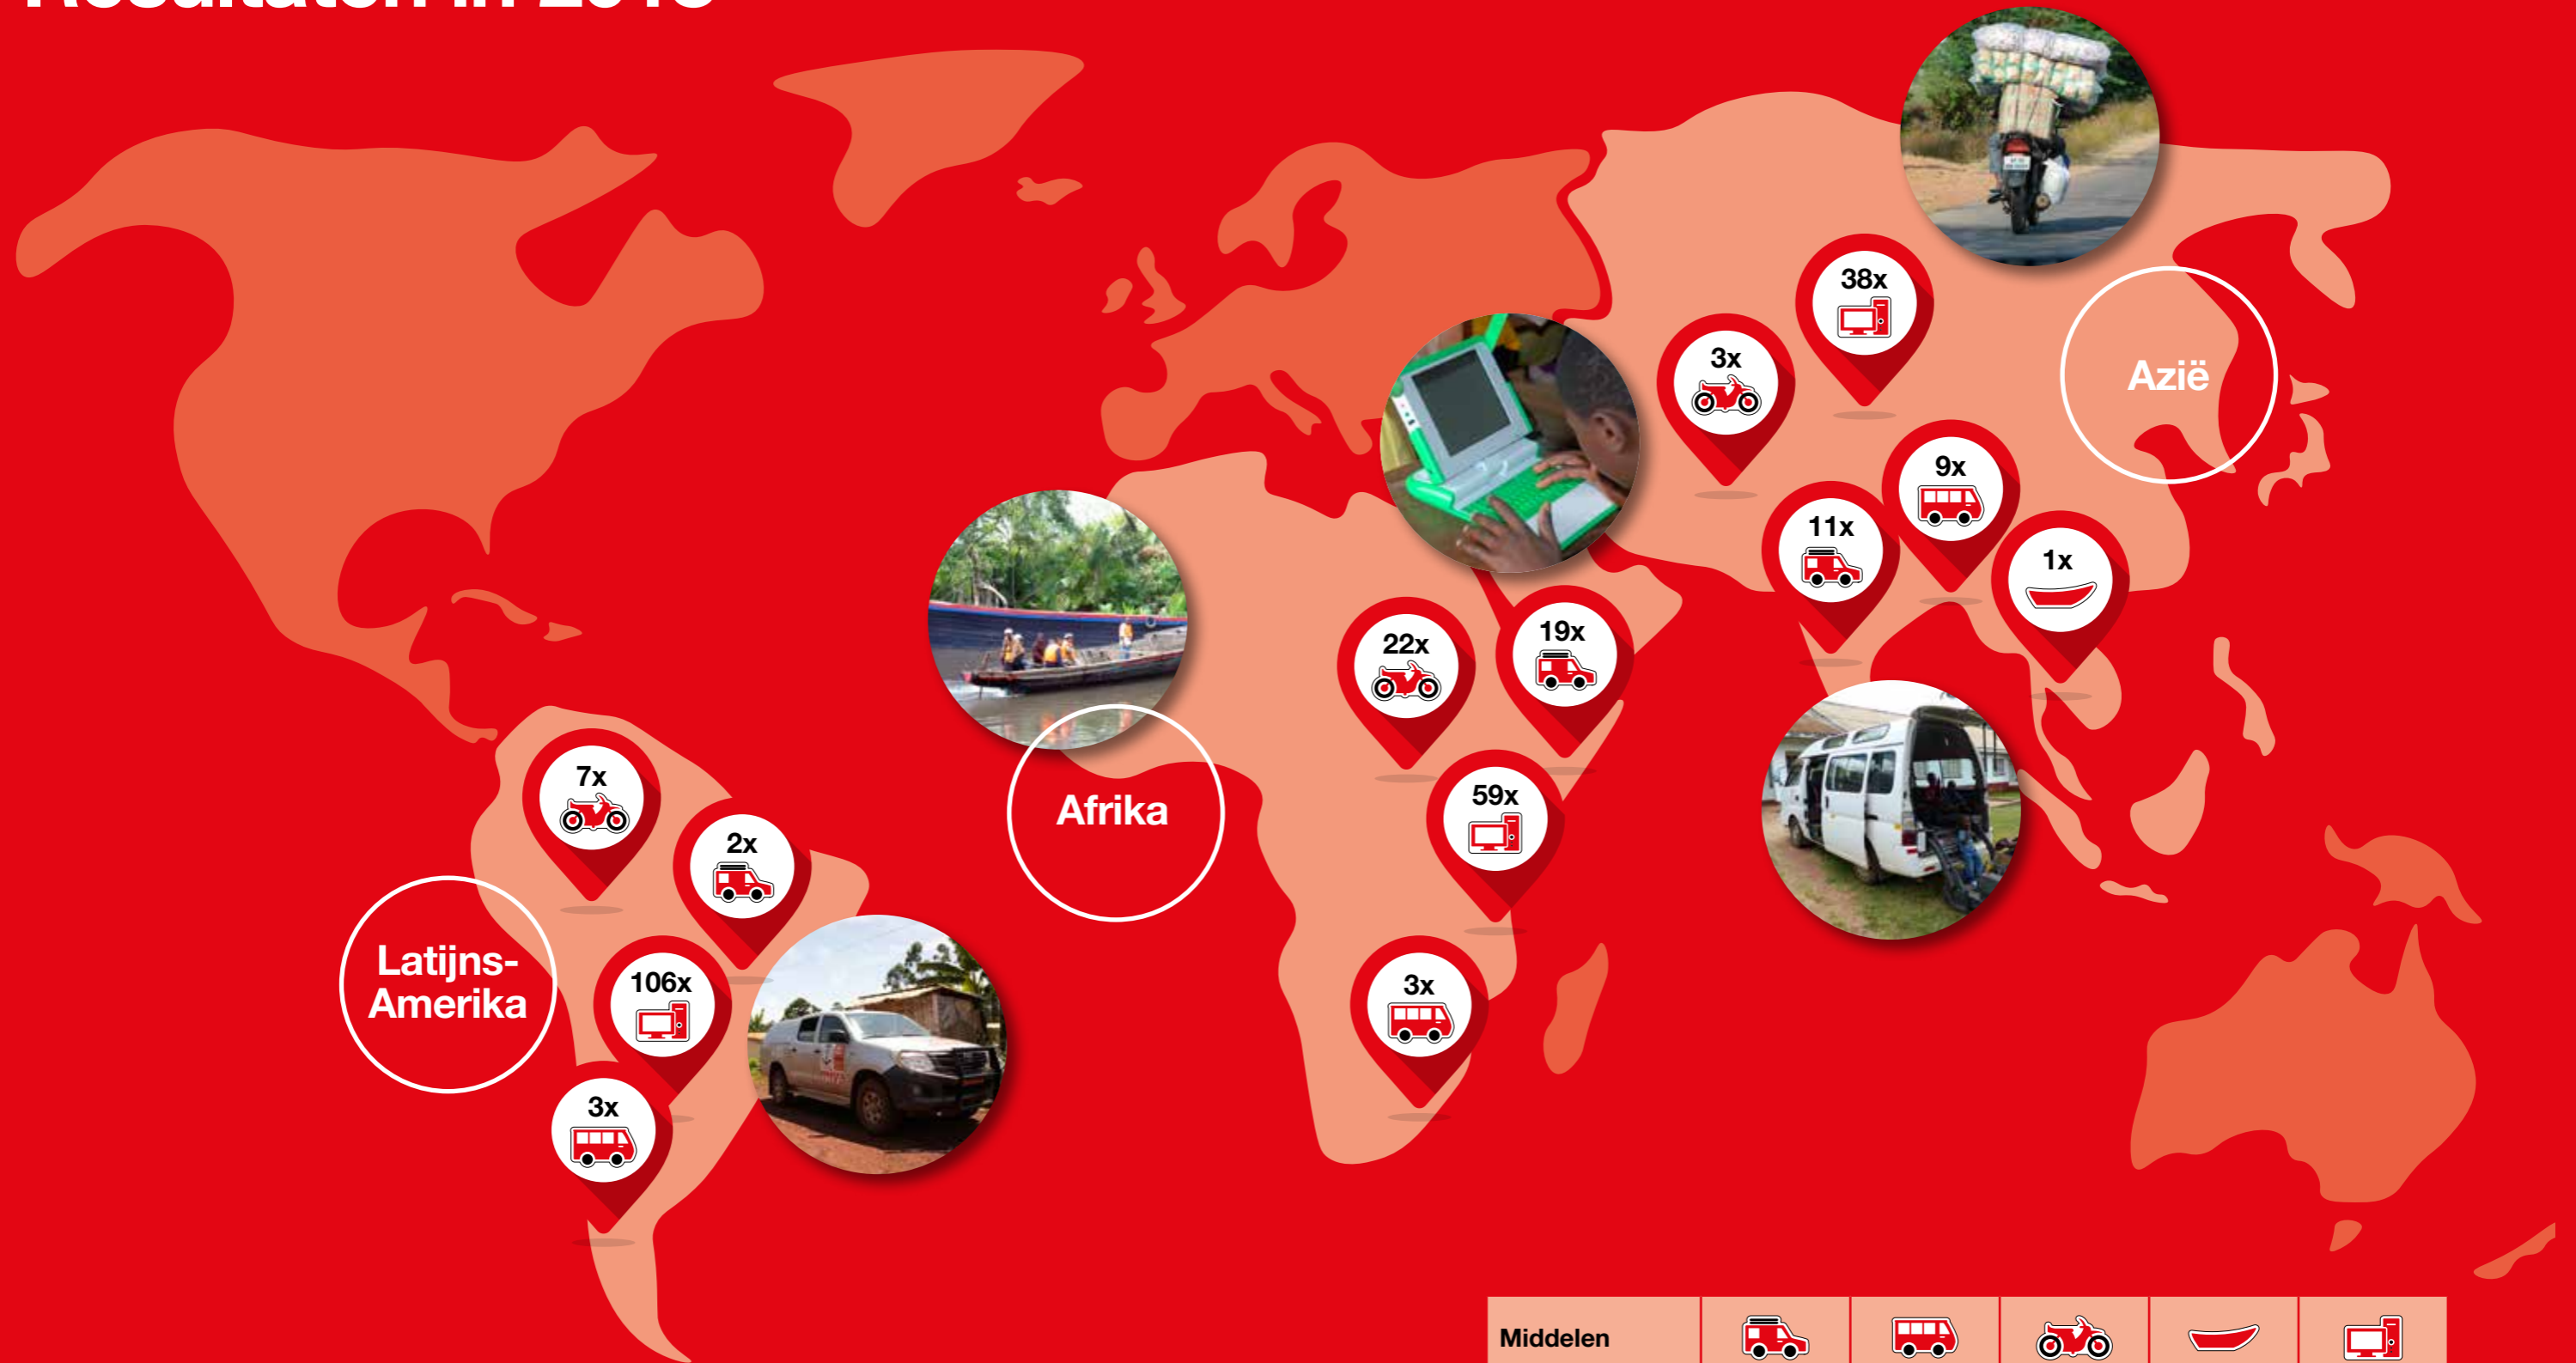 38x
3x
Azië
9x
11x
1x
22x
19x
7x
59x
Afrika
2x
Latijns-
Amerika
106x
3x
3x
Middelen